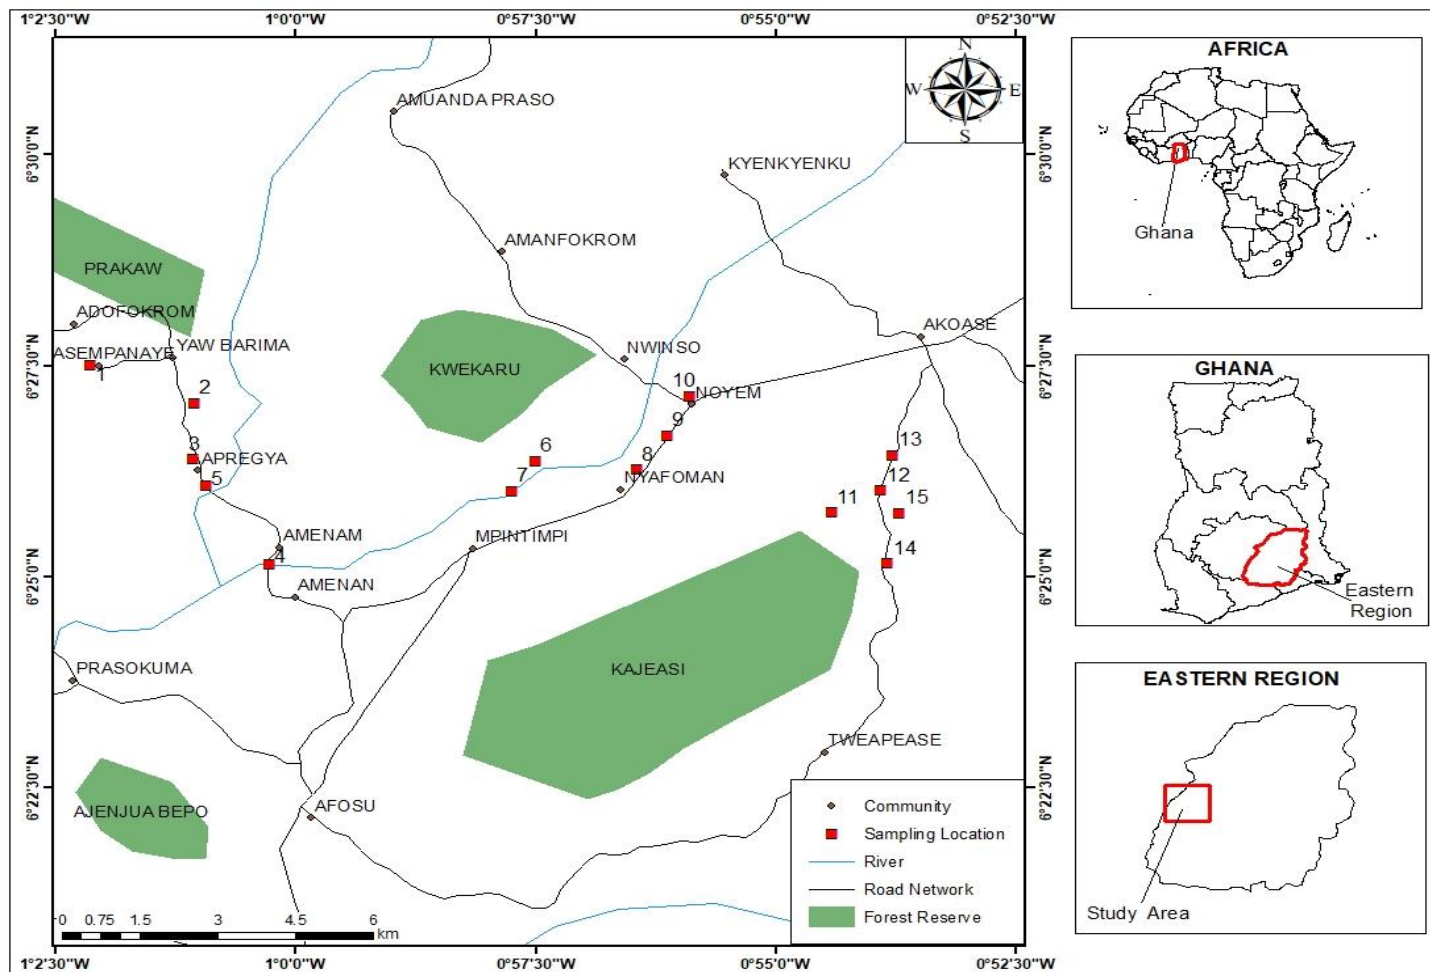 1°2'30"W
1°0'0"W
0°57'30"W
0°55'0"W
0°52'30"W
6°30'0"N
6°27'30"N
6°25'0"N
6°22'30"N
N
W
E
S
AMUANDA PRASO
KYENKYENKU
AMANFOKROM
PRAKAW
ADOFOKROM
YAW BARIMA
ASEMPANAYE
1
2
3
APREGYA
5
KWEKARU
NWINSO
AKOASE
10
NOYEM
9
6
7
8
NYAFOMAN
13
12
11
15
14
AMENAM
4
AMENAN
MPINTIMPI
PRASOKUMA
KAJEASI
TWEAPEASE
AJENJUA BEPO
AFOSU
Community
Sampling Location
River
Road Network
Forest Reserve
0 0.75 1.5 3 4.5 6
km
6°30'0"N
6°27'30"N
6°25'0"N
6°22'30"N
1°2'30"W
1°0'0"W
0°57'30"W
0°55'0"W
0°52'30"W
AFRICA
Ghana
GHANA
Eastern
Region
EASTERN REGION
Study Area